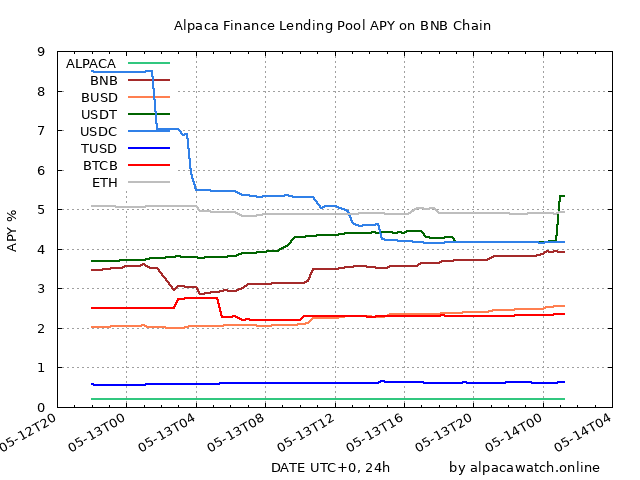 Alpaca Finance Lending Pool APY on BNB Chain
9
8
7
6
5
4
3
2
1
0
APY %
ALPACA
BNB
BUSD
USDT
USDC
TUSD
BTCB
ETH
05-12T20
05-13T00
05-13T04
05-13T08
05-13T12
05-13T16
05-13T20
05-14T00
05-14T04
DATE UTC+0, 24h
by alpacawatch.online